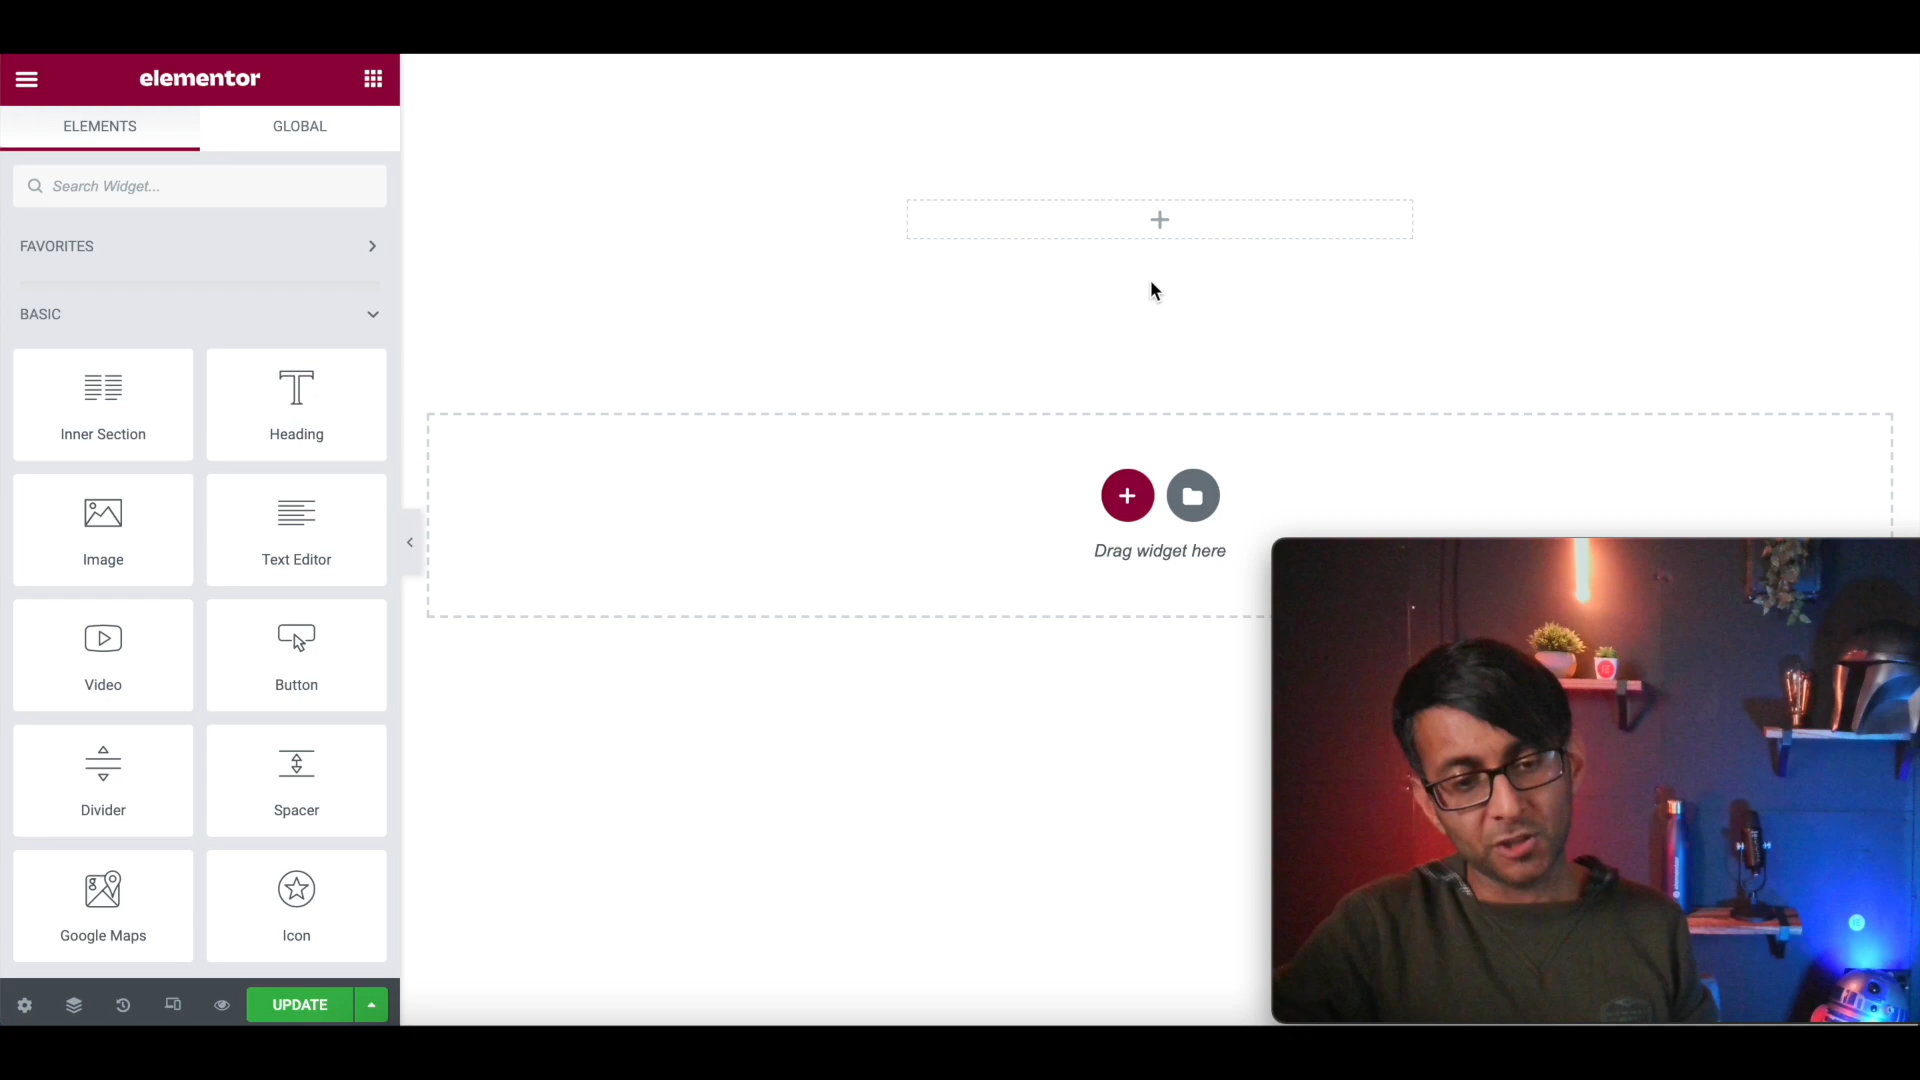 elementor
ELEMENTS
GLOBAL
Search Widget...
FAVORITES
BASIC
Inner Section
Heading
Image
Text Editor
Video
Button
Divider
Spacer
Google Maps
Icon
UPDATE
Drag widget here